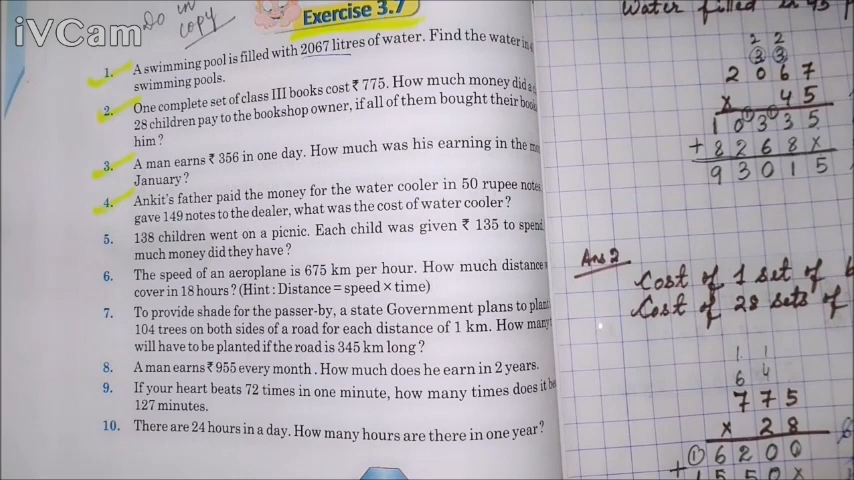 iVCam
Do in
copy
Exercise 3.7
1. A swimming pool is filled with 2067 litres of water. Find the water in
swimming pools.
2. One complete set of class III books cost ₹ 775. How much money did
28 children pay to the bookshop owner, if all of them bought their
him?
3. A man earns ₹ 356 in one day. How much was his earning in the
January?
4. Ankit's father paid the money for the water cooler in 50 rupee notes
gave 149 notes to the dealer, what was the cost of water cooler?
5. 138 children went on a picnic. Each child was given ₹ 135 to spend
much money did they have?
6. The speed of an aeroplane is 675 km per hour. How much distance
cover in 18 hours? (Hint : Distance = speed × time)
7. To provide shade for the passer-by, a state Government plans to plant
104 trees on both sides of a road for each distance of 1 km. How many
will have to be planted if the road is 345 km long?
8. A man earns ₹ 955 every month . How much does he earn in 2 years.
9. If your heart beats 72 times in one minute, how many times does it
127 minutes.
10. There are 24 hours in a day. How many hours are there in one year?
Water filled in 45
2 2
3 3
2 0 6 7
× 4 5
1 0 3 3 5
+ 8 2 6 8 ×
9 3 0 1 5
Ans 2
Cost of 1 set of
Cost of 28 sets of
1 1
6 4
7 7 5
× 2 8
1 6 2 0 0
+ 1 5 5 0 ×